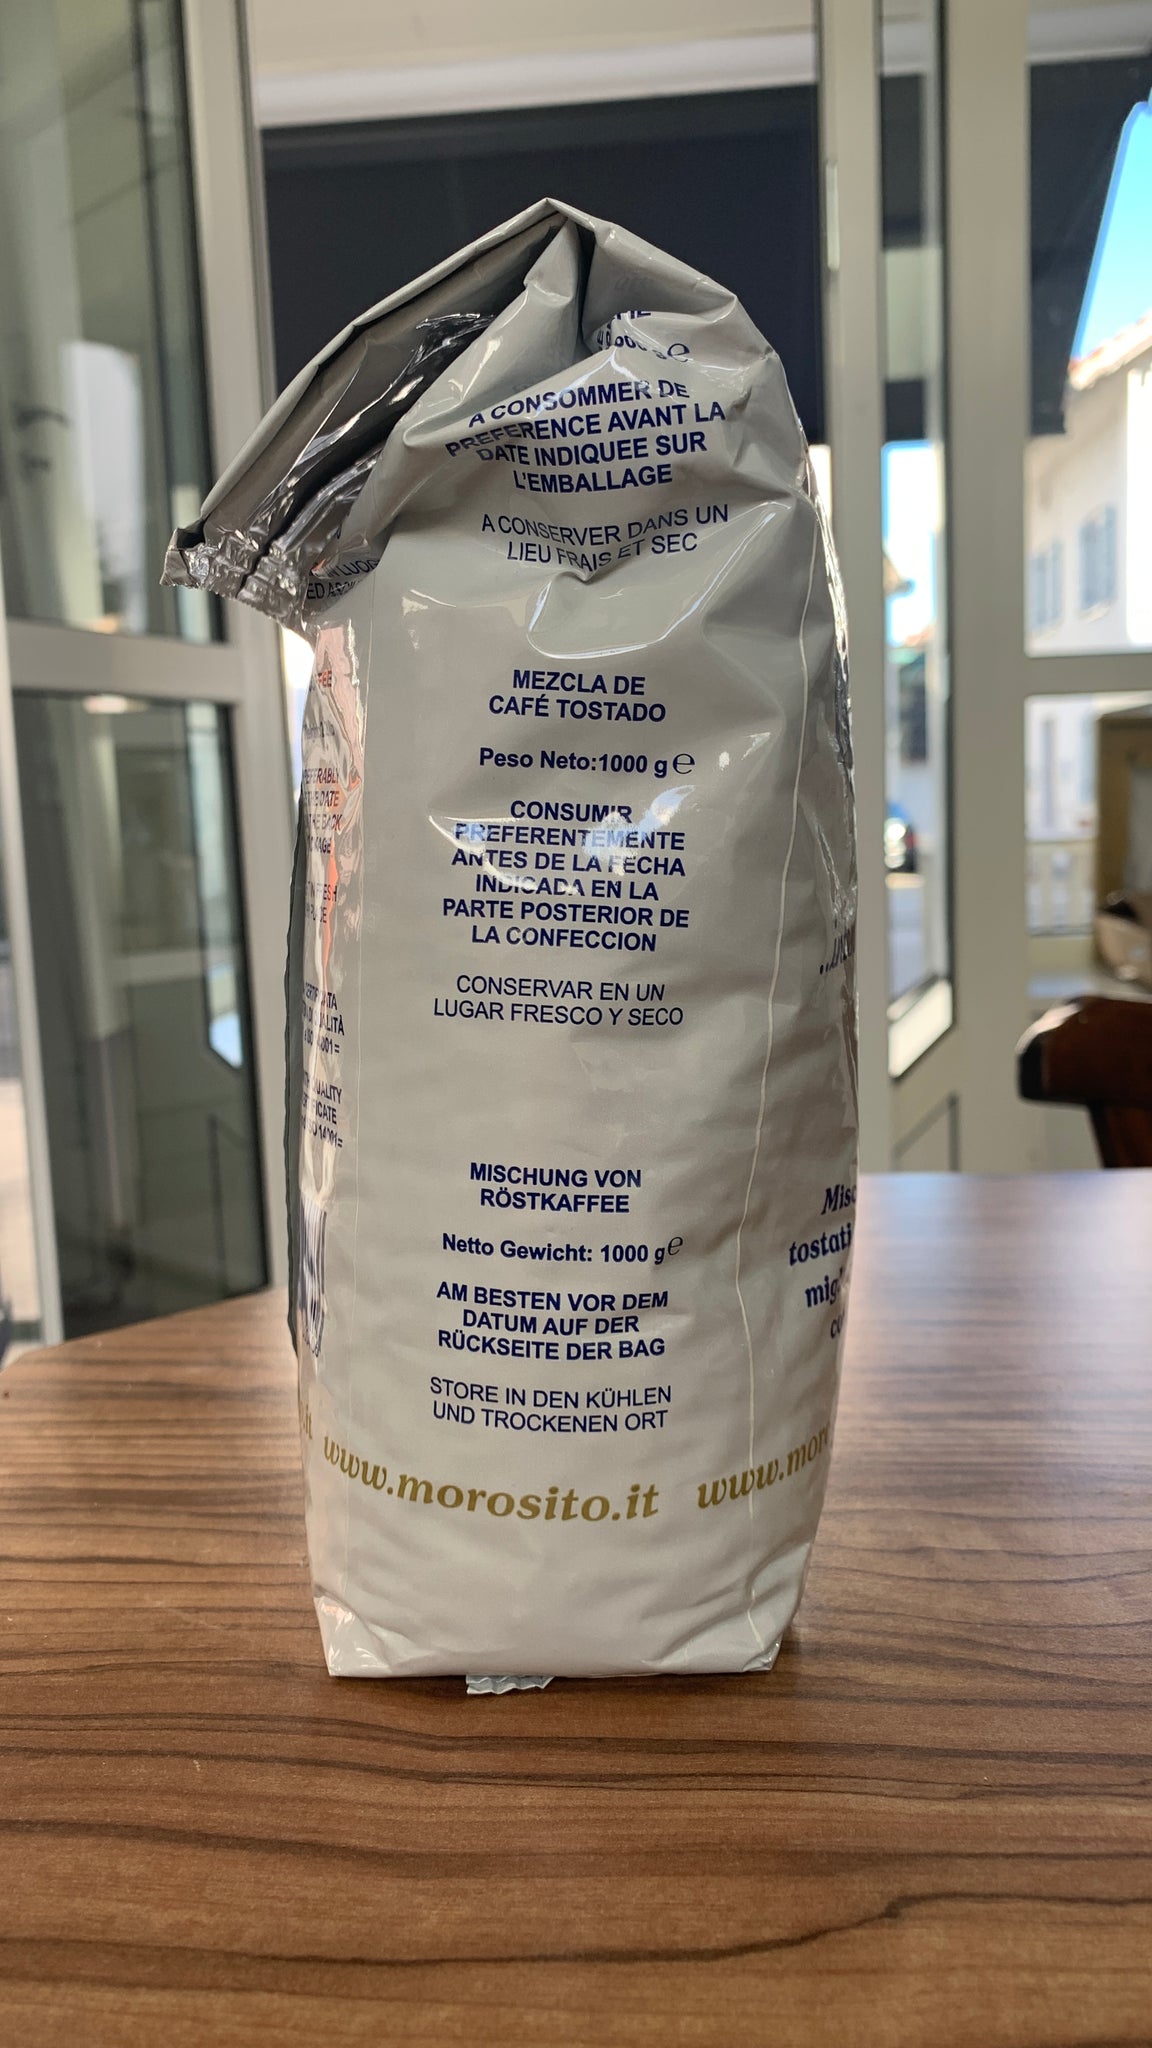 A CONSOMMER DE
PREFERENCE AVANT LA
DATE INDIQUEE SUR
L'EMBALLAGE
A CONSERVER DANS UN
LIEU FRAIS ET SEC
MEZCLA DE
CAFÉ TOSTADO
Peso Neto:1000 g ℮
CONSUMIR
PREFERENTEMENTE
ANTES DE LA FECHA
INDICADA EN LA
PARTE POSTERIOR DE
LA CONFECCION
CONSERVAR EN UN
LUGAR FRESCO Y SECO
MISCHUNG VON
RÖSTKAFFEE
Netto Gewicht: 1000 g ℮
AM BESTEN VOR DEM
DATUM AUF DER
RÜCKSEITE DER BAG
STORE IN DEN KÜHLEN
UND TROCKENEN ORT
www.morosito.it
tostati